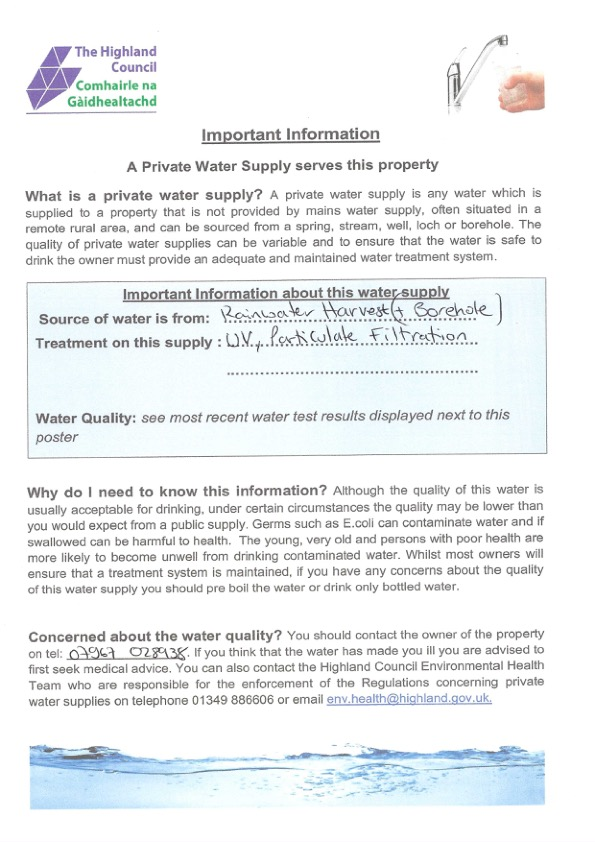 The Highland
Council
Comhairle na
Gàidhealtachd
Important Information
A Private Water Supply serves this property
What is a private water supply? A private water supply is any water which is
supplied to a property that is not provided by mains water supply, often situated in a
remote rural area, and can be sourced from a spring, stream, well, loch or borehole. The
quality of private water supplies can be variable and to ensure that the water is safe to
drink the owner must provide an adequate and maintained water treatment system.
Important Information about this water supply
Source of water is from: Rainwater Harvest (+ Borehole)
Treatment on this supply : UV, Particulate Filtration
Water Quality: see most recent water test results displayed next to this
poster
Why do I need to know this information? Although the quality of this water is
usually acceptable for drinking, under certain circumstances the quality may be lower than
you would expect from a public supply. Germs such as E.coli can contaminate water and if
swallowed can be harmful to health. The young, very old and persons with poor health are
more likely to become unwell from drinking contaminated water. Whilst most owners will
ensure that a treatment system is maintained, if you have any concerns about the quality
of this water supply you should pre boil the water or drink only bottled water.
Concerned about the water quality? You should contact the owner of the property
on tel: 07967 028938. If you think that the water has made you ill you are advised to
first seek medical advice. You can also contact the Highland Council Environmental Health
Team who are responsible for the enforcement of the Regulations concerning private
water supplies on telephone 01349 886606 or email env.health@highland.gov.uk.